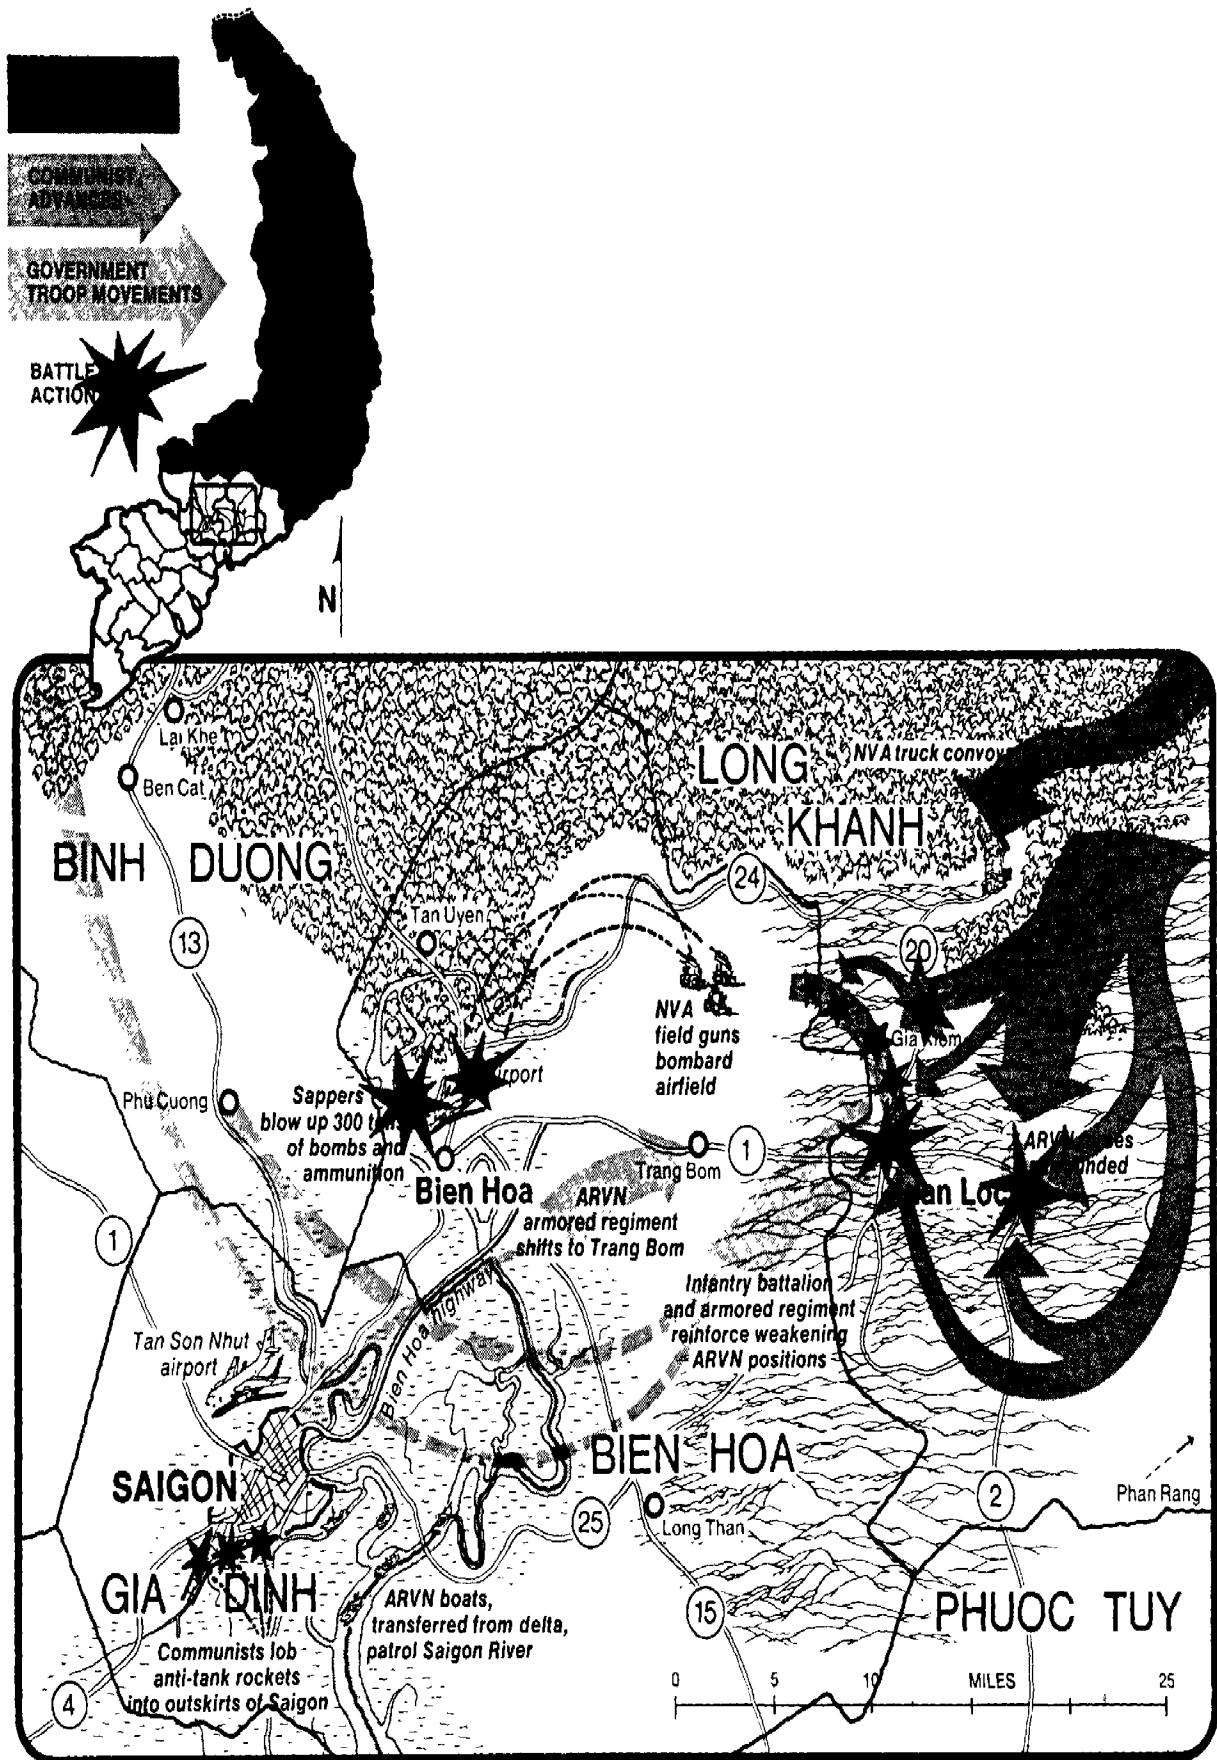 COMMUNIST
ADVANCES
GOVERNMENT
TROOP MOVEMENTS
BATTLE
ACTION
N
Lai Khe
Ben Cat
LONG
KHANH
NVA truck convoy
BINH DUONG
24
Tan Uyen
13
20
NVA
field guns
bombard
airfield
Gia Kiem
Phu Cuong
Sappers
blow up 300 tons
of bombs and
ammunition
Bien Hoa
Trang Bom
1
ARVN
armored regiment
shifts to Trang Bom
1
Bien Hoa highway
Infantry battalion
and armored regiment
reinforce weakening
ARVN positions
Tan Son Nhut
airport
SAIGON
BIEN HOA
2
Phan Rang
25
Long Than
GIA DINH
ARVN boats,
transferred from delta,
patrol Saigon River
15
PHUOC TUY
Communists lob
anti-tank rockets
into outskirts of Saigon
4
0 5 10 MILES 25